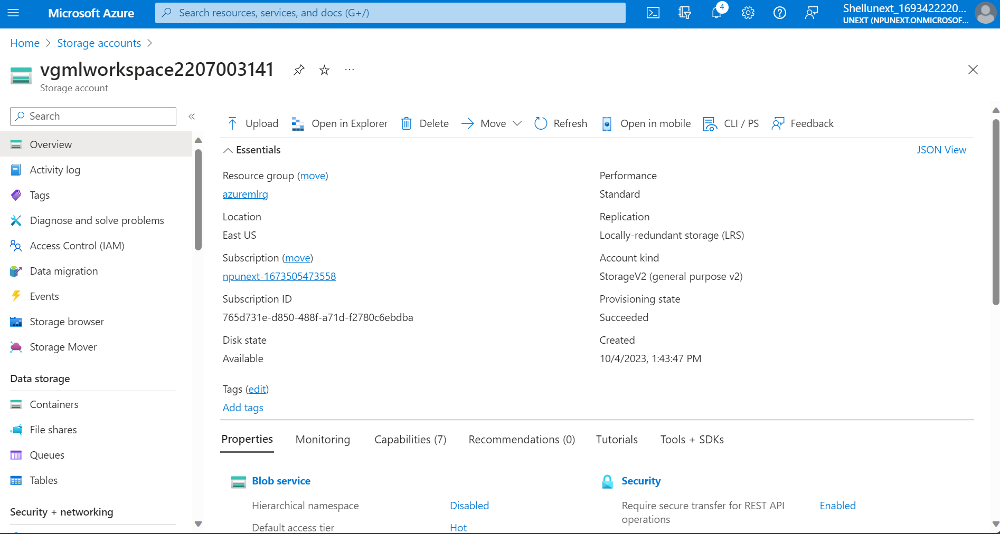 Microsoft Azure
Search resources, services, and docs (G+/)
4
Shellunext_1693422220...
UNEXT (NPUNEXT.ONMICROSOF...
Home > Storage accounts >
vgmlworkspace2207003141 ...
Storage account
Search
«
Overview
Activity log
Tags
Diagnose and solve problems
Access Control (IAM)
Data migration
Events
Storage browser
Storage Mover
Data storage
Containers
File shares
Queues
Tables
Security + networking
Upload Open in Explorer Delete Move Refresh Open in mobile CLI / PS Feedback
Essentials
JSON View
Resource group (move)
azuremlrg
Location
East US
Subscription (move)
npunext-1673505473558
Subscription ID
765d731e-d850-488f-a71d-f2780c6ebdba
Disk state
Available
Performance
Standard
Replication
Locally-redundant storage (LRS)
Account kind
StorageV2 (general purpose v2)
Provisioning state
Succeeded
Created
10/4/2023, 1:43:47 PM
Tags (edit)
Add tags
Properties Monitoring Capabilities (7) Recommendations (0) Tutorials Tools + SDKs
Blob service
Hierarchical namespace Disabled
Default access tier Hot
Security
Require secure transfer for REST API Enabled
operations